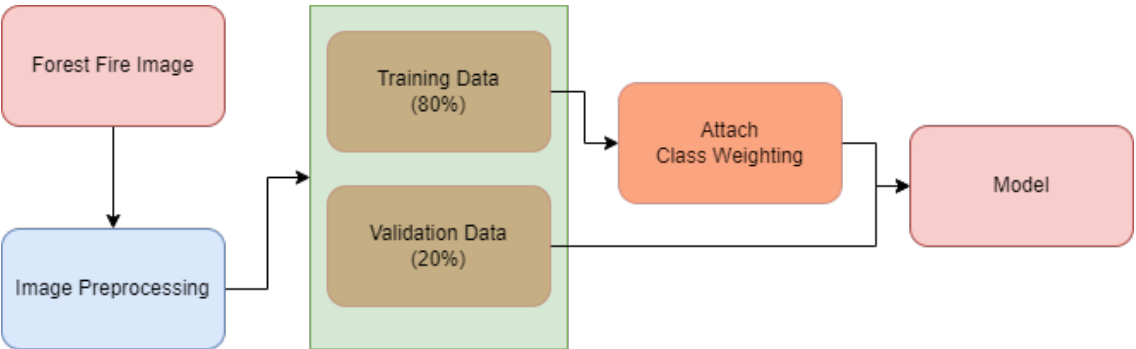 Forest Fire Image
Image Preprocessing
Training Data
(80%)
Validation Data
(20%)
Attach
Class Weighting
Model